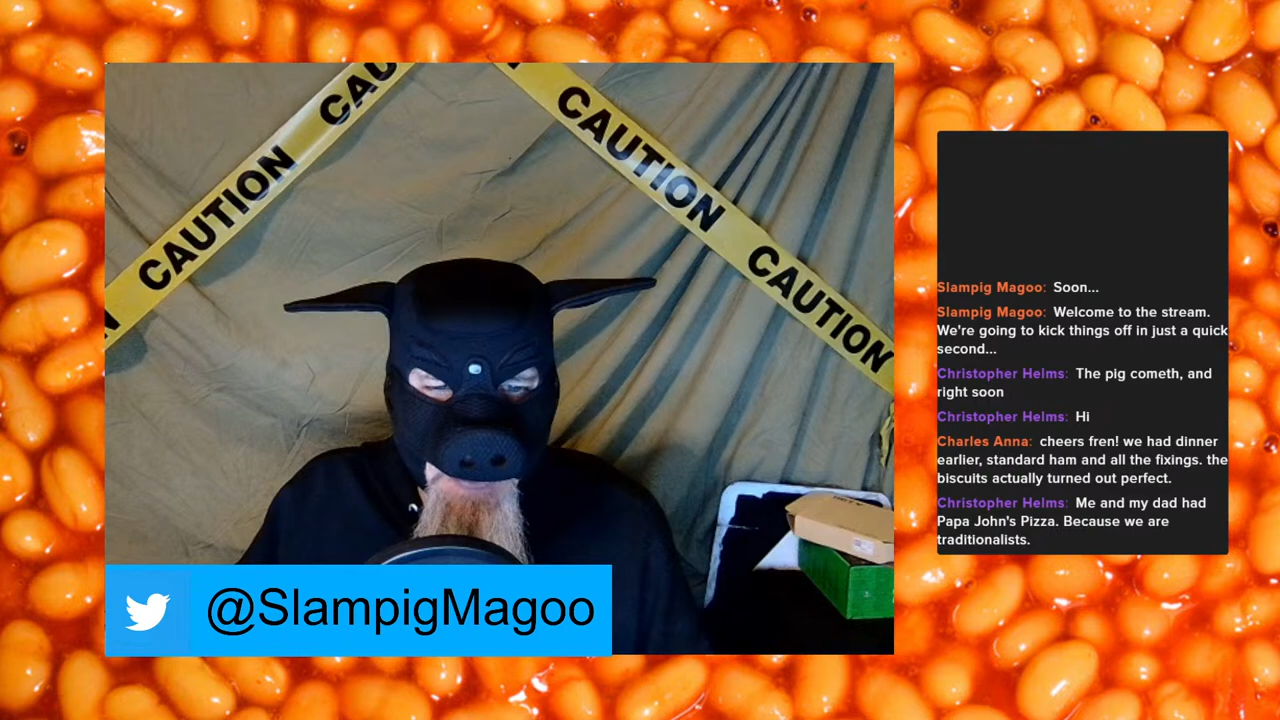 CAUTION
CAU
CAUTION
CAUTION
@SlampigMagoo
Slampig Magoo: Soon...
Slampig Magoo: Welcome to the stream.
We're going to kick things off in just a quick
second...
Christopher Helms: The pig cometh, and
right soon
Christopher Helms: Hi
Charles Anna: cheers fren! we had dinner
earlier, standard ham and all the fixings. the
biscuits actually turned out perfect.
Christopher Helms: Me and my dad had
Papa John's Pizza. Because we are
traditionalists.